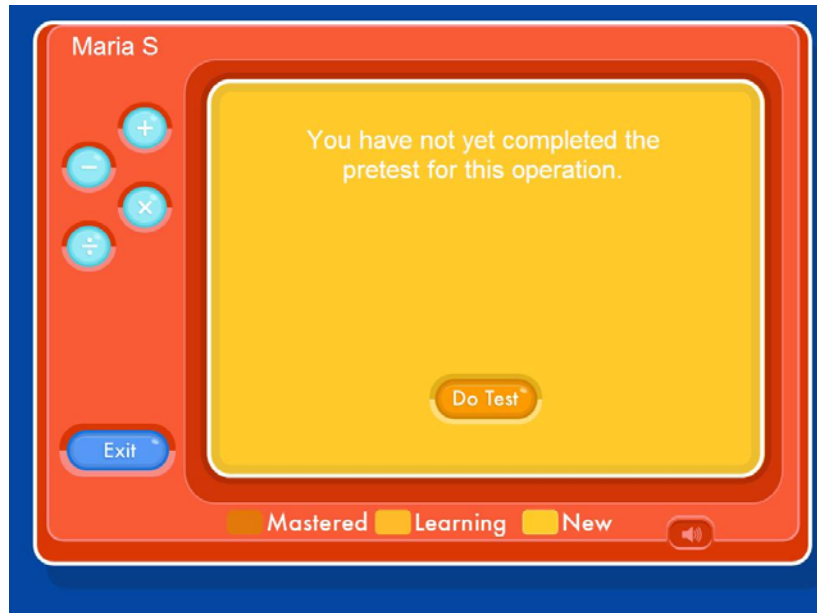 Maria S
+
−
×
÷
You have not yet completed the
pretest for this operation.
Do Test
Exit
Mastered Learning New